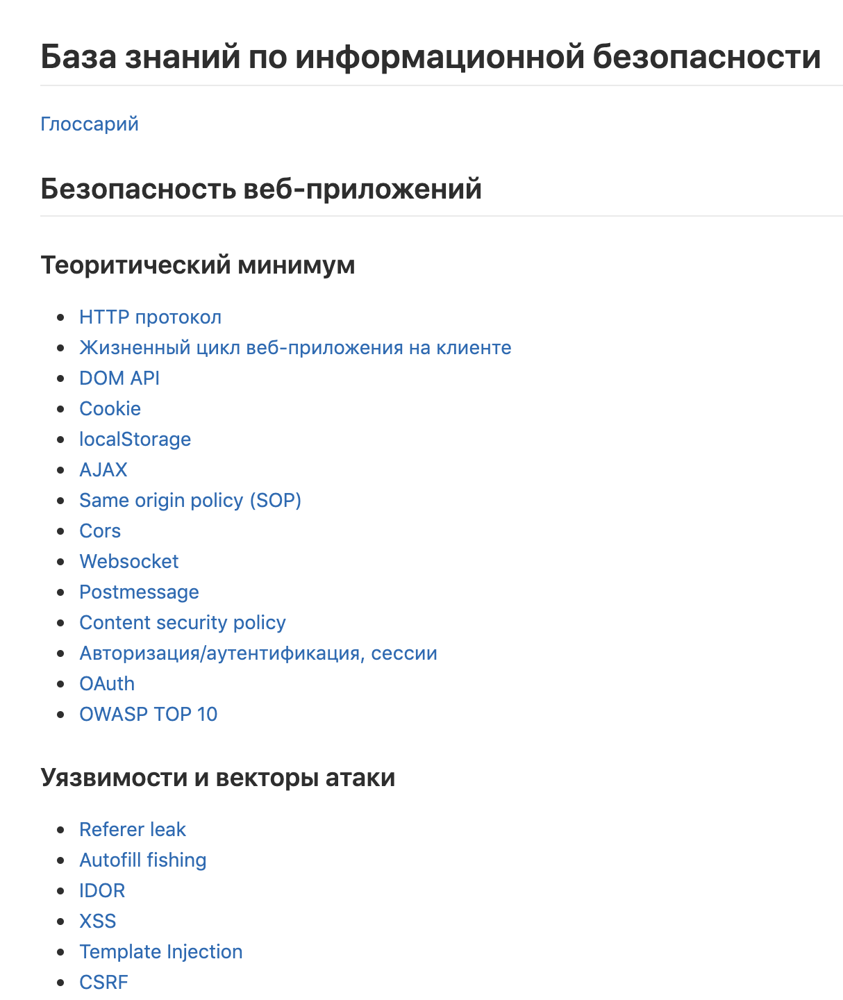 База знаний по информационной безопасности
Глоссарий
Безопасность веб-приложений
Теоритический минимум
HTTP протокол
Жизненный цикл веб-приложения на клиенте
DOM API
Cookie
localStorage
AJAX
Same origin policy (SOP)
Cors
Websocket
Postmessage
Content security policy
Авторизация/аутентификация, сессии
OAuth
OWASP TOP 10
Уязвимости и векторы атаки
Referer leak
Autofill fishing
IDOR
XSS
Template Injection
CSRF